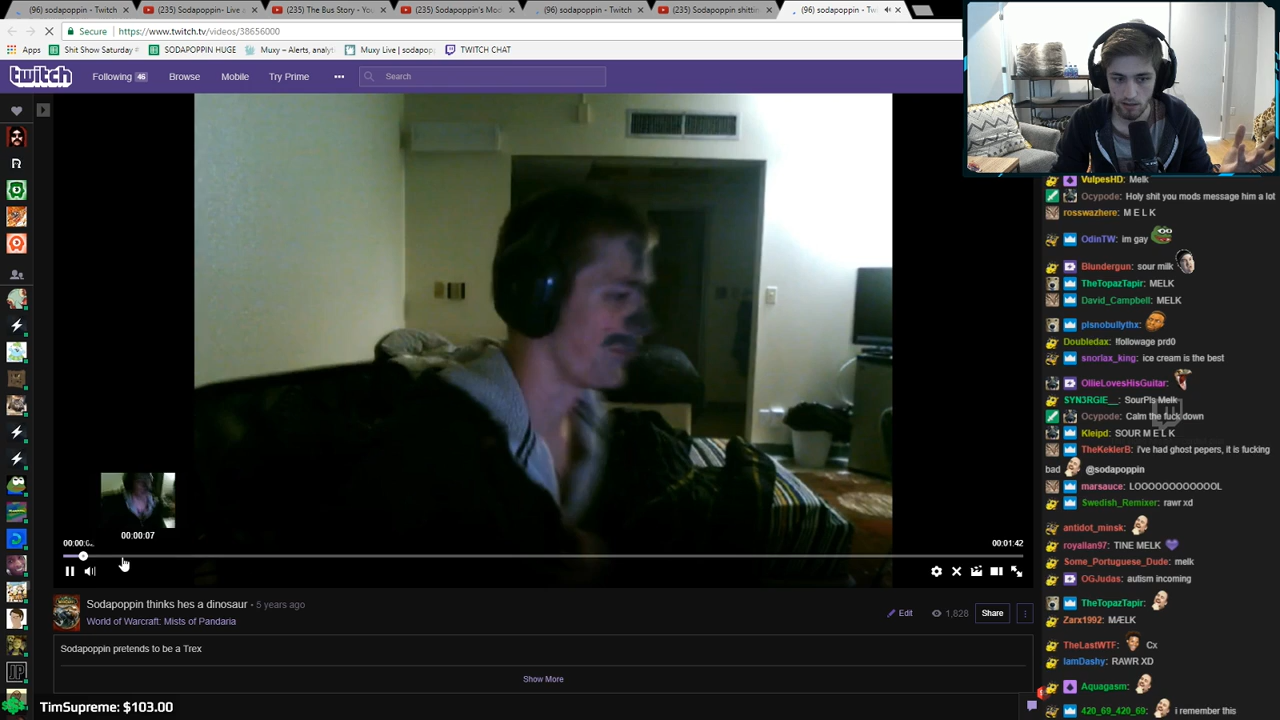 (96) sodapoppin - Twitch
(235) Sodapoppin- Live a
(235) The Bus Story - Yo
(235) Sodapoppin's Moo
(96) sodapoppin - Twitch
(235) Sodapoppin shittin
(96) sodapoppin - Tw
Secure
https://www.twitch.tv/videos/38656000
Apps
Shit Show Saturday
SODAPOPPIN HUGE
Muxy – Alerts, analyt
Muxy Live | sodapop
TWITCH CHAT
twitch
Following 46
Browse
Mobile
Try Prime
Search
VulpesHD: Melk
Ocypode: Holy shit you mods message him a lot
rosswazhere: M E L K
OdinTW: im gay
Blundergun: sour milk
TheTopazTapir: MELK
David_Campbell: MELK
plsnobullythx:
Doubledax: !followage prd0
snorlax_king: ice cream is the best
OllieLovesHisGuitar:
SYN3RGIE__: SourPls Melk
Ocypode: Calm the fuck down
Kleipd: SOUR M E L K
TheKeklerB: i've had ghost pepers, it is fucking
bad @sodapoppin
marsauce: LOOOOOOOOOOOL
Swedish_Remixer: rawr xd
antidot_minsk:
royallan97: TINE MELK
Some_Portuguese_Dude: melk
OGJudas: autism incoming
TheTopazTapir:
Zarx1992: MÆLK
TheLastWTF: Cx
IamDashy: RAWR XD
Aquagasm:
420_69_420_69: i remember this
00:00:07
00:01:42
Sodapoppin thinks hes a dinosaur - 5 years ago
World of Warcraft: Mists of Pandaria
Edit
1,828
Share
Sodapoppin pretends to be a Trex
Show More
JP
TimSupreme: $103.00